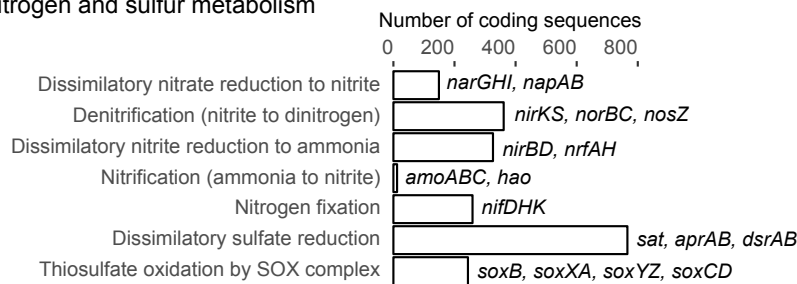 and sulfur metabolism
Number of coding sequences
0 200 400 600 800
Dissimilatory nitrate reduction to nitrite narGHI, napAB
Denitrification (nitrite to dinitrogen) nirKS, norBC, nosZ
Dissimilatory nitrite reduction to ammonia nirBD, nrfAH
Nitrification (ammonia to nitrite) amoABC, hao
Nitrogen fixation nifDHK
Dissimilatory sulfate reduction sat, aprAB, dsrAB
Thiosulfate oxidation by SOX complex soxB, soxXA, soxYZ, soxCD